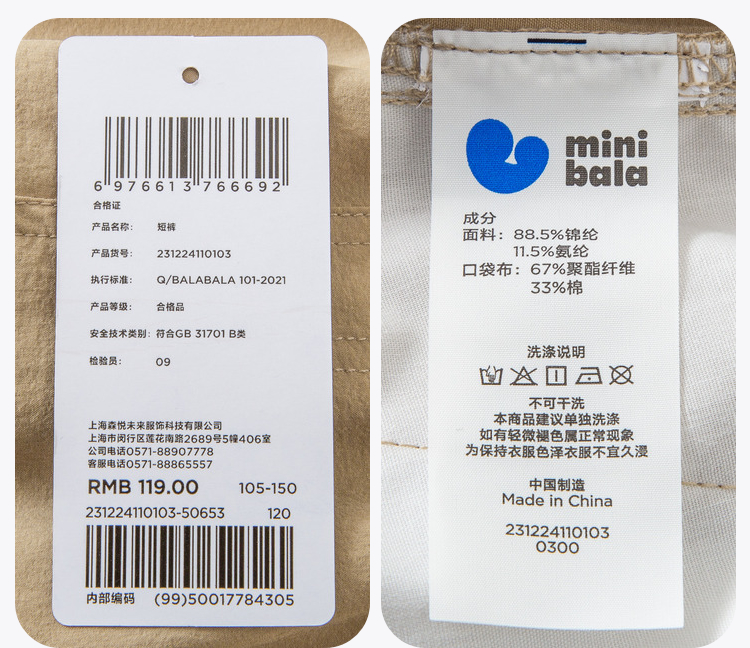 6 976613 766692
合格证
产品名称: 短裤
产品货号: 231224110103
执行标准: Q/BALABALA 101-2021
产品等级: 合格品
安全技术类别: 符合GB 31701 B类
检验员: 09
上海森悦未来服饰科技有限公司
上海市闵行区莲花南路2689号5幢406室
公司电话0571-88907778
客服电话0571-88865557
RMB 119.00 105-150
231224110103-50653 120
内部编码 (99)50017784305
mini
bala
成分
面料: 88.5%锦纶
11.5%氨纶
口袋布: 67%聚酯纤维
33%棉
洗涤说明
不可干洗
本商品建议单独洗涤
如有轻微褪色属正常现象
为保持衣服色泽衣服不宜久浸
中国制造
Made in China
231224110103
0300